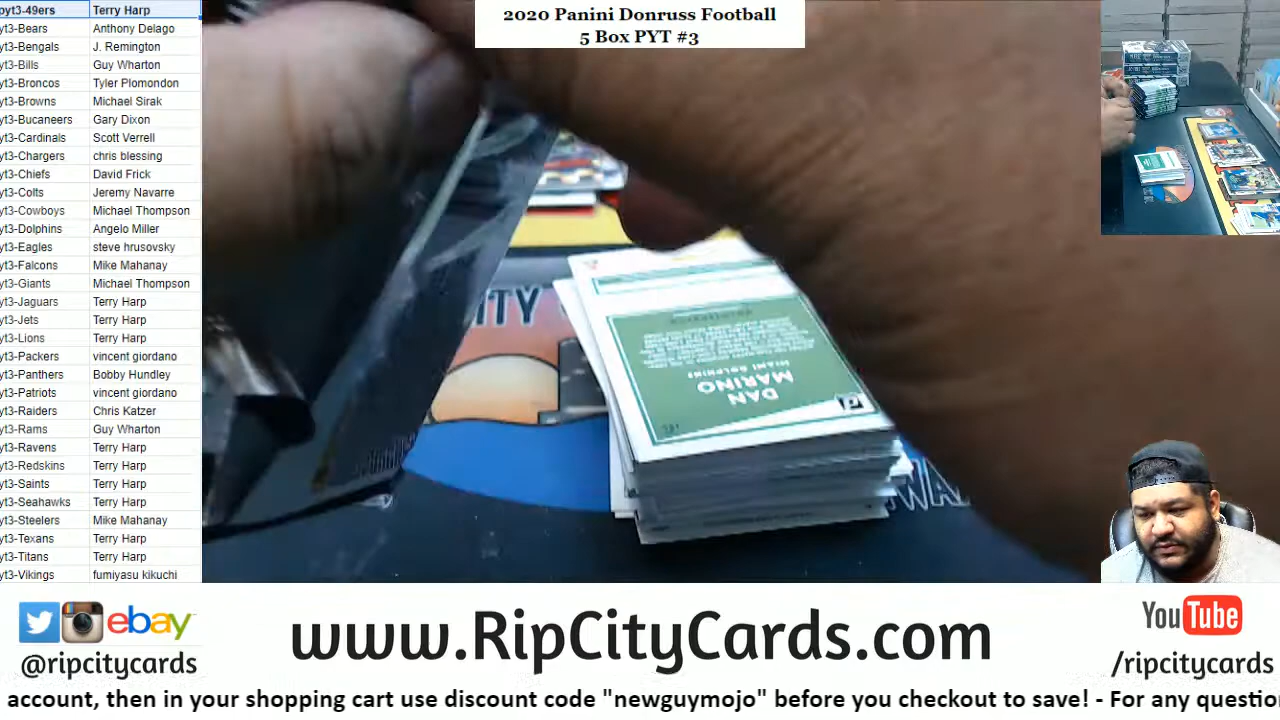 pyt3-49ers Terry Harp
yt3-Bears Anthony Delago
yt3-Bengals J. Remington
yt3-Bills Guy Wharton
yt3-Broncos Tyler Plomondon
yt3-Browns Michael Sirak
yt3-Bucaneers Gary Dixon
yt3-Cardinals Scott Verrell
yt3-Chargers chris blessing
yt3-Chiefs David Frick
yt3-Colts Jeremy Navarre
yt3-Cowboys Michael Thompson
yt3-Dolphins Angelo Miller
yt3-Eagles steve hrusovsky
yt3-Falcons Mike Mahanay
yt3-Giants Michael Thompson
yt3-Jaguars Terry Harp
yt3-Jets Terry Harp
yt3-Lions Terry Harp
yt3-Packers vincent giordano
yt3-Panthers Bobby Hundley
yt3-Patriots vincent giordano
yt3-Raiders Chris Katzer
yt3-Rams Guy Wharton
yt3-Ravens Terry Harp
yt3-Redskins Terry Harp
yt3-Saints Terry Harp
yt3-Seahawks Terry Harp
yt3-Steelers Mike Mahanay
yt3-Texans Terry Harp
yt3-Titans Terry Harp
yt3-Vikings fumiyasu kikuchi
2020 Panini Donruss Football
5 Box PYT #3
ITY
DAN
MARINO
MIAMI DOLPHINS
WA
ebay
@ripcitycards
www.RipCityCards.com
YouTube
/ripcitycards
account, then in your shopping cart use discount code "newguymojo" before you checkout to save! - For any questio